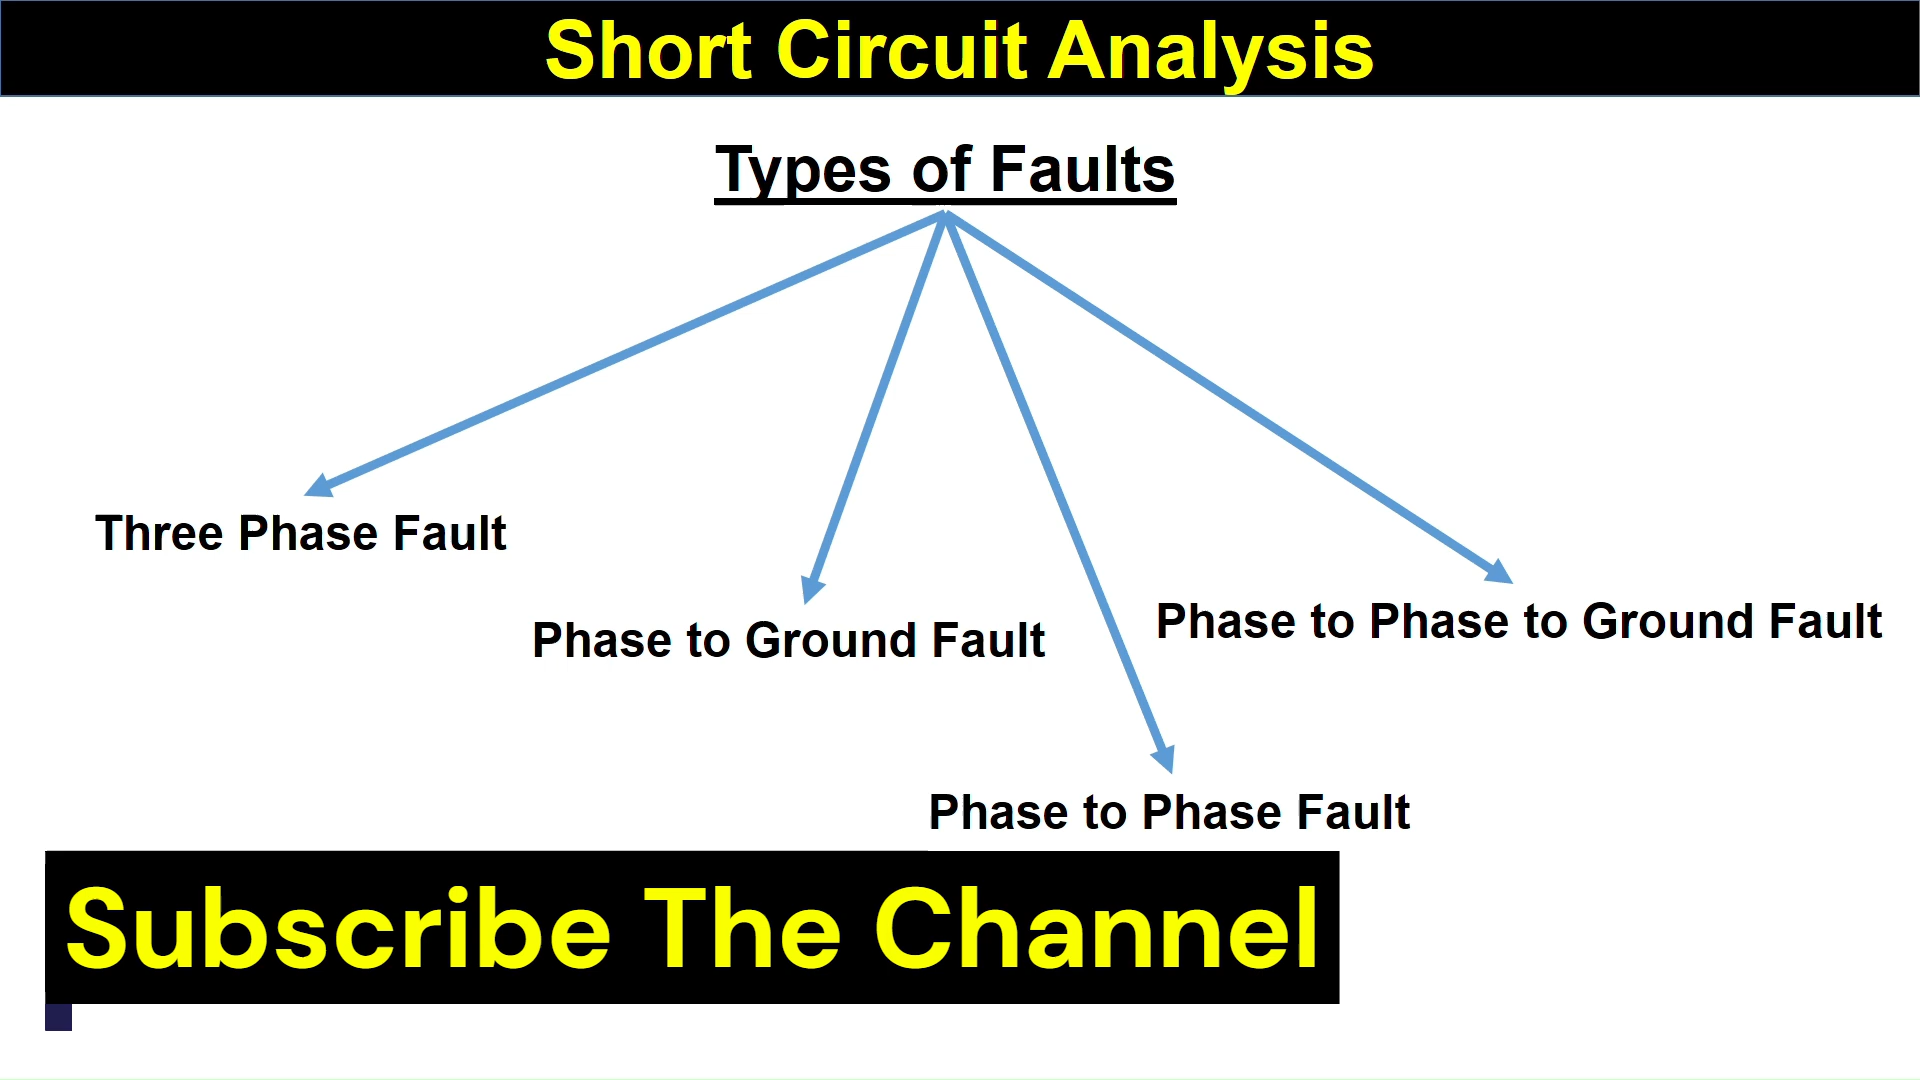 Short Circuit Analysis
Types of Faults
Three Phase Fault
Phase to Ground Fault
Phase to Phase to Ground Fault
Phase to Phase Fault
Subscribe The Channel